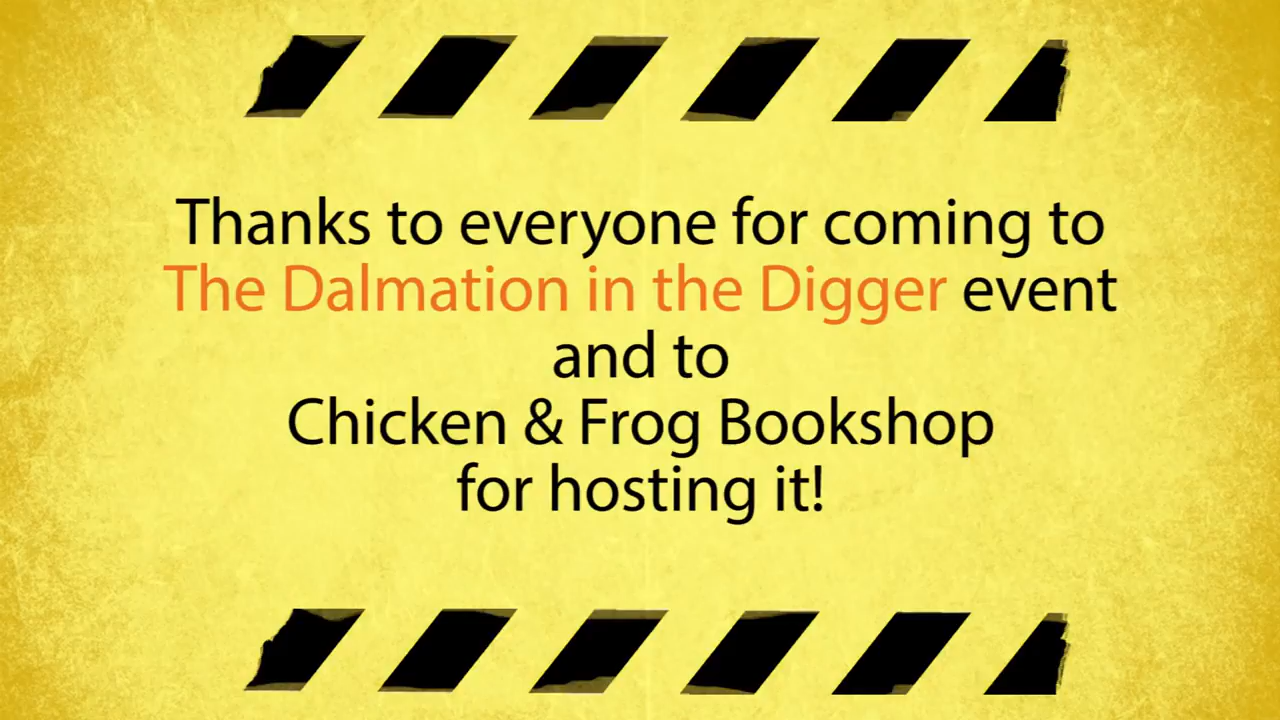 Thanks to everyone for coming to
The Dalmation in the Digger event
and to
Chicken & Frog Bookshop
for hosting it!